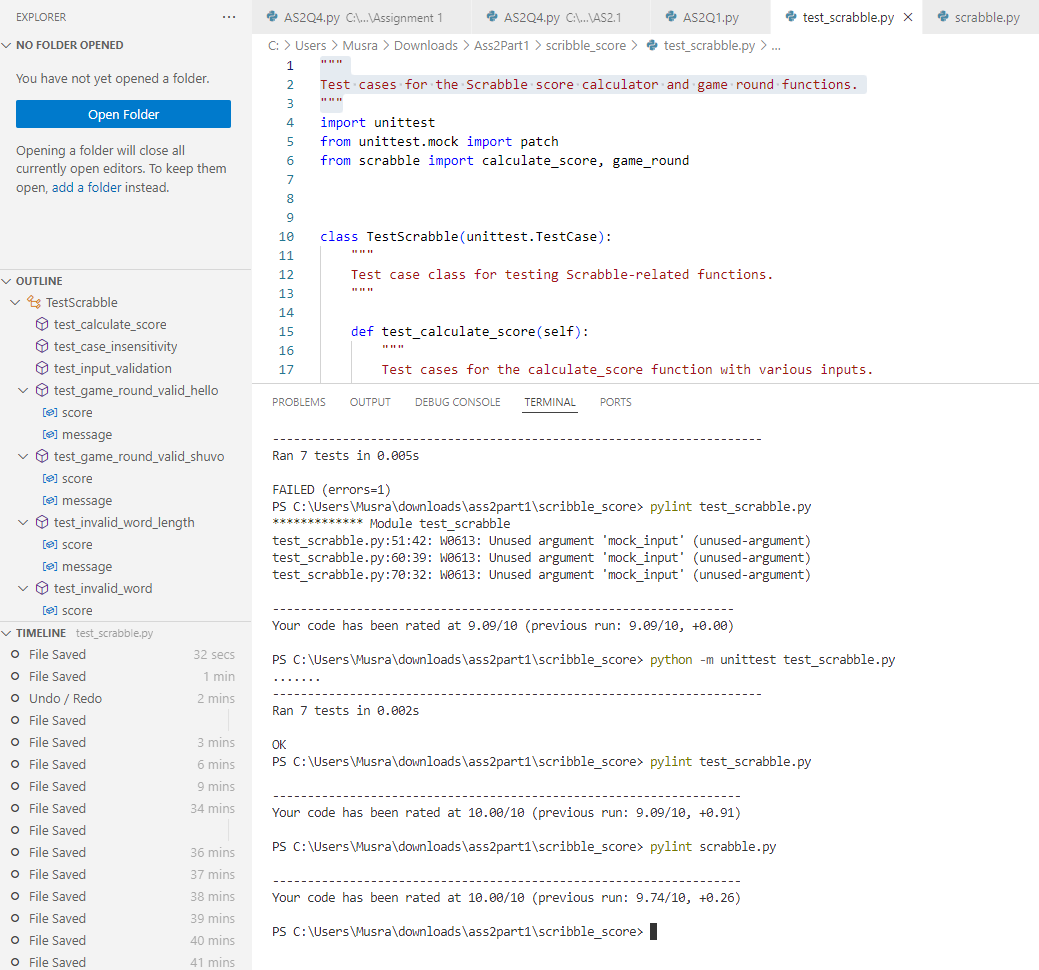 EXPLORER
NO FOLDER OPENED
You have not yet opened a folder.
Open Folder
Opening a folder will close all
currently open editors. To keep them
open, add a folder instead.
OUTLINE
TestScrabble
test_calculate_score
test_case_insensitivity
test_input_validation
test_game_round_valid_hello
score
message
test_game_round_valid_shuvo
score
message
test_invalid_word_length
score
message
test_invalid_word
score
TIMELINE test_scrabble.py
File Saved 32 secs
File Saved 1 min
Undo / Redo 2 mins
File Saved
File Saved 3 mins
File Saved 6 mins
File Saved 9 mins
File Saved 34 mins
File Saved
File Saved 36 mins
File Saved 37 mins
File Saved 38 mins
File Saved 39 mins
File Saved 40 mins
File Saved 41 mins
AS2Q4.py C:\...\Assignment 1 AS2Q4.py C:\...\AS2.1 AS2Q1.py test_scrabble.py scrabble.py
C: > Users > Musra > Downloads > Ass2Part1 > scribble_score > test_scrabble.py > ...
1 """
2 Test cases for the Scrabble score calculator and game round functions.
3 """
4 import unittest
5 from unittest.mock import patch
6 from scrabble import calculate_score, game_round
7
8
9
10 class TestScrabble(unittest.TestCase):
11 """
12 Test case class for testing Scrabble-related functions.
13 """
14
15 def test_calculate_score(self):
16 """
17 Test cases for the calculate_score function with various inputs.
PROBLEMS OUTPUT DEBUG CONSOLE TERMINAL PORTS
----------------------------------------------------------------------
Ran 7 tests in 0.005s
FAILED (errors=1)
PS C:\Users\Musra\downloads\ass2part1\scribble_score> pylint test_scrabble.py
************* Module test_scrabble
test_scrabble.py:51:42: W0613: Unused argument 'mock_input' (unused-argument)
test_scrabble.py:60:39: W0613: Unused argument 'mock_input' (unused-argument)
test_scrabble.py:70:32: W0613: Unused argument 'mock_input' (unused-argument)
------------------------------------------------------------------
Your code has been rated at 9.09/10 (previous run: 9.09/10, +0.00)
PS C:\Users\Musra\downloads\ass2part1\scribble_score> python -m unittest test_scrabble.py
.......
----------------------------------------------------------------------
Ran 7 tests in 0.002s
OK
PS C:\Users\Musra\downloads\ass2part1\scribble_score> pylint test_scrabble.py
-------------------------------------------------------------------
Your code has been rated at 10.00/10 (previous run: 9.09/10, +0.91)
PS C:\Users\Musra\downloads\ass2part1\scribble_score> pylint scrabble.py
-------------------------------------------------------------------
Your code has been rated at 10.00/10 (previous run: 9.74/10, +0.26)
PS C:\Users\Musra\downloads\ass2part1\scribble_score>